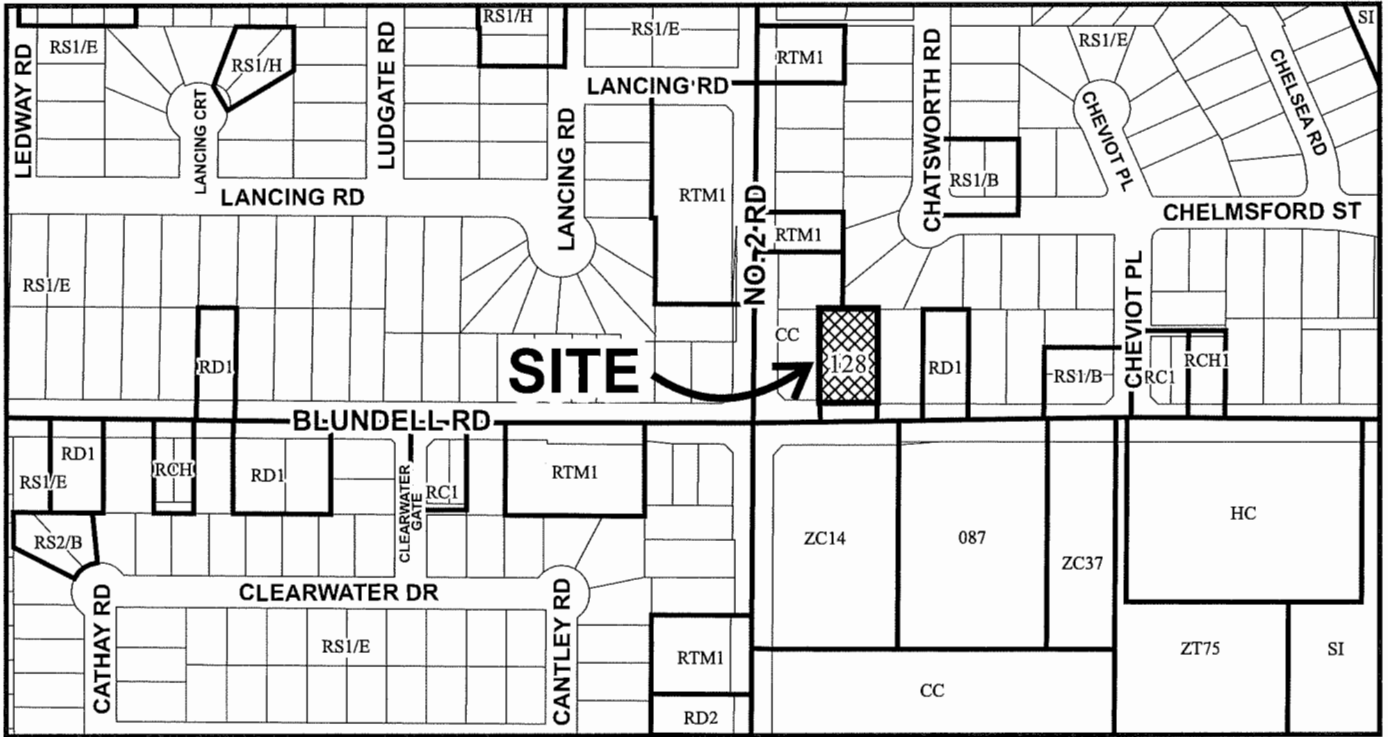 RS1/H
SI
RS1/E
RS1/E
RS1/E
RS1/H
RTM1
LEDWAY RD
LANCING CRT
LUDGATE RD
LANCING RD
LANCING RD
CHATSWORTH RD
CHEVIOT PL
CHELSEA RD
RS1/B
LANCING RD
RTM1
NO. 2 RD
RTM1
CHELMSFORD ST
RS1/E
CC
CHEVIOT PL
SITE
128
RD1
RD1
RS1/B
RC1
RCH1
BLUNDELL RD
RD1
RS1/E
RCH
RD1
CLEARWATER
GATE
RC1
RTM1
ZC14
087
ZC37
HC
RS2/B
CATHAY RD
CLEARWATER DR
CANTLEY RD
RS1/E
RTM1
ZT75
SI
CC
RD2